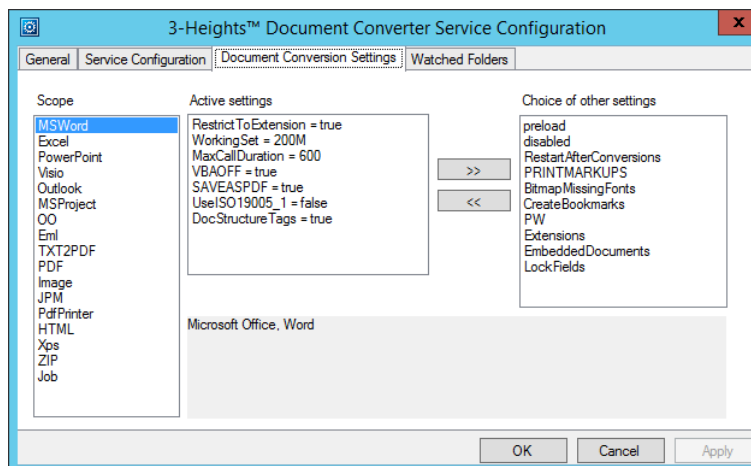 3-Heights™ Document Converter Service Configuration
x
General Service Configuration Document Conversion Settings Watched Folders
Scope
MSWord
Excel
PowerPoint
Visio
Outlook
MSProject
OO
Eml
TXT2PDF
PDF
Image
JPM
PdfPrinter
HTML
Xps
ZIP
Job
Active settings
RestrictToExtension = true
WorkingSet = 200M
MaxCallDuration = 600
VBAOFF = true
SAVEASPDF = true
UseISO19005_1 = false
DocStructureTags = true
>>
<<
Choice of other settings
preload
disabled
RestartAfterConversions
PRINTMARKUPS
BitmapMissingFonts
CreateBookmarks
PW
Extensions
EmbeddedDocuments
LockFields
Microsoft Office, Word
OK Cancel Apply